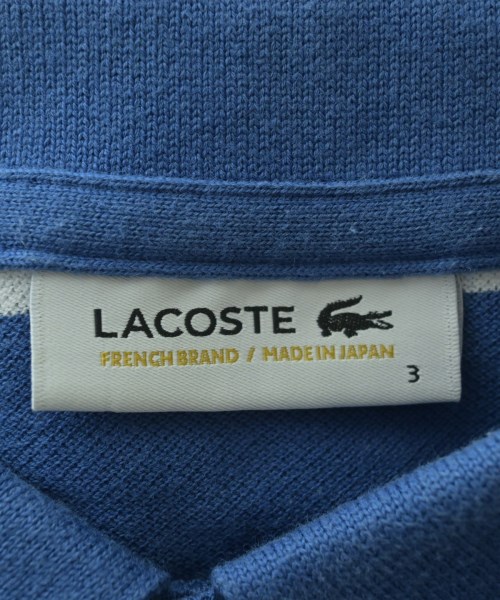 LACOSTE
FRENCH BRAND / MADE IN JAPAN
3